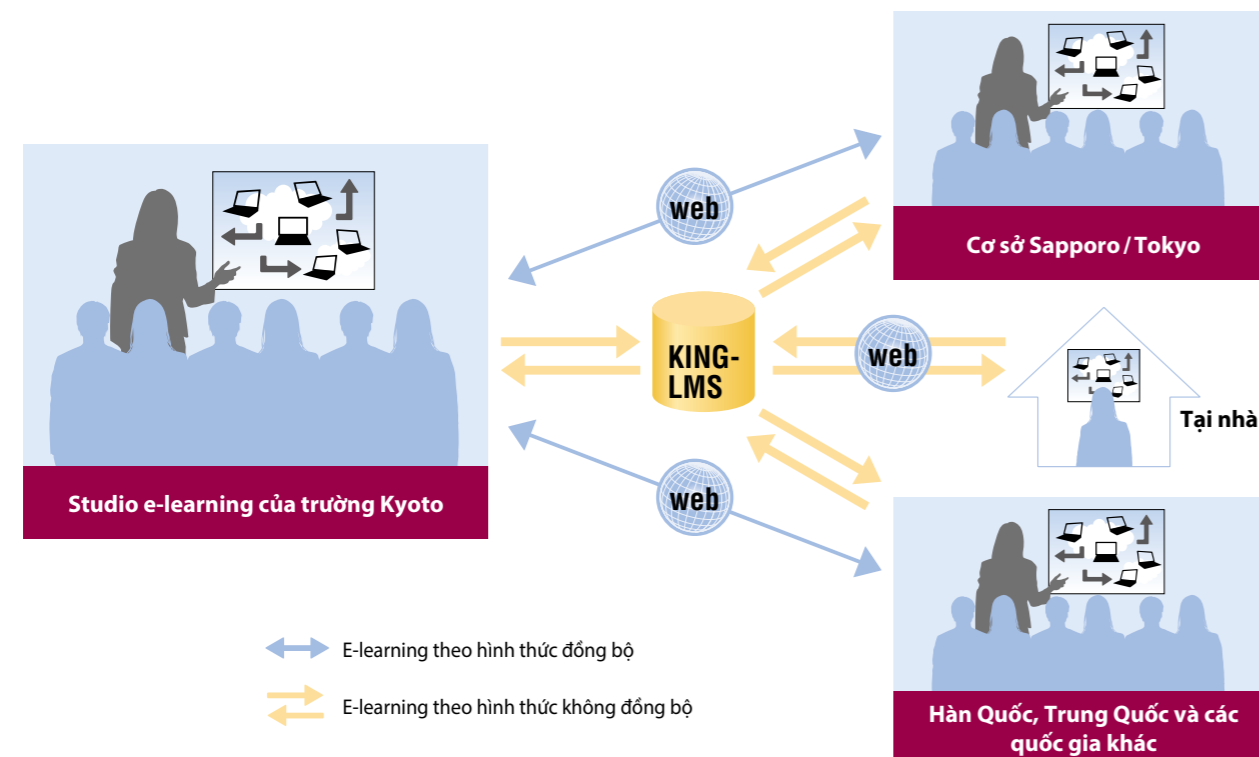 Studio e-learning của trường Kyoto
web
KING-
LMS
web
web
Cơ sở Sapporo / Tokyo
Tại nhà
Hàn Quốc, Trung Quốc và các
quốc gia khác
E-learning theo hình thức đồng bộ
E-learning theo hình thức không đồng bộ